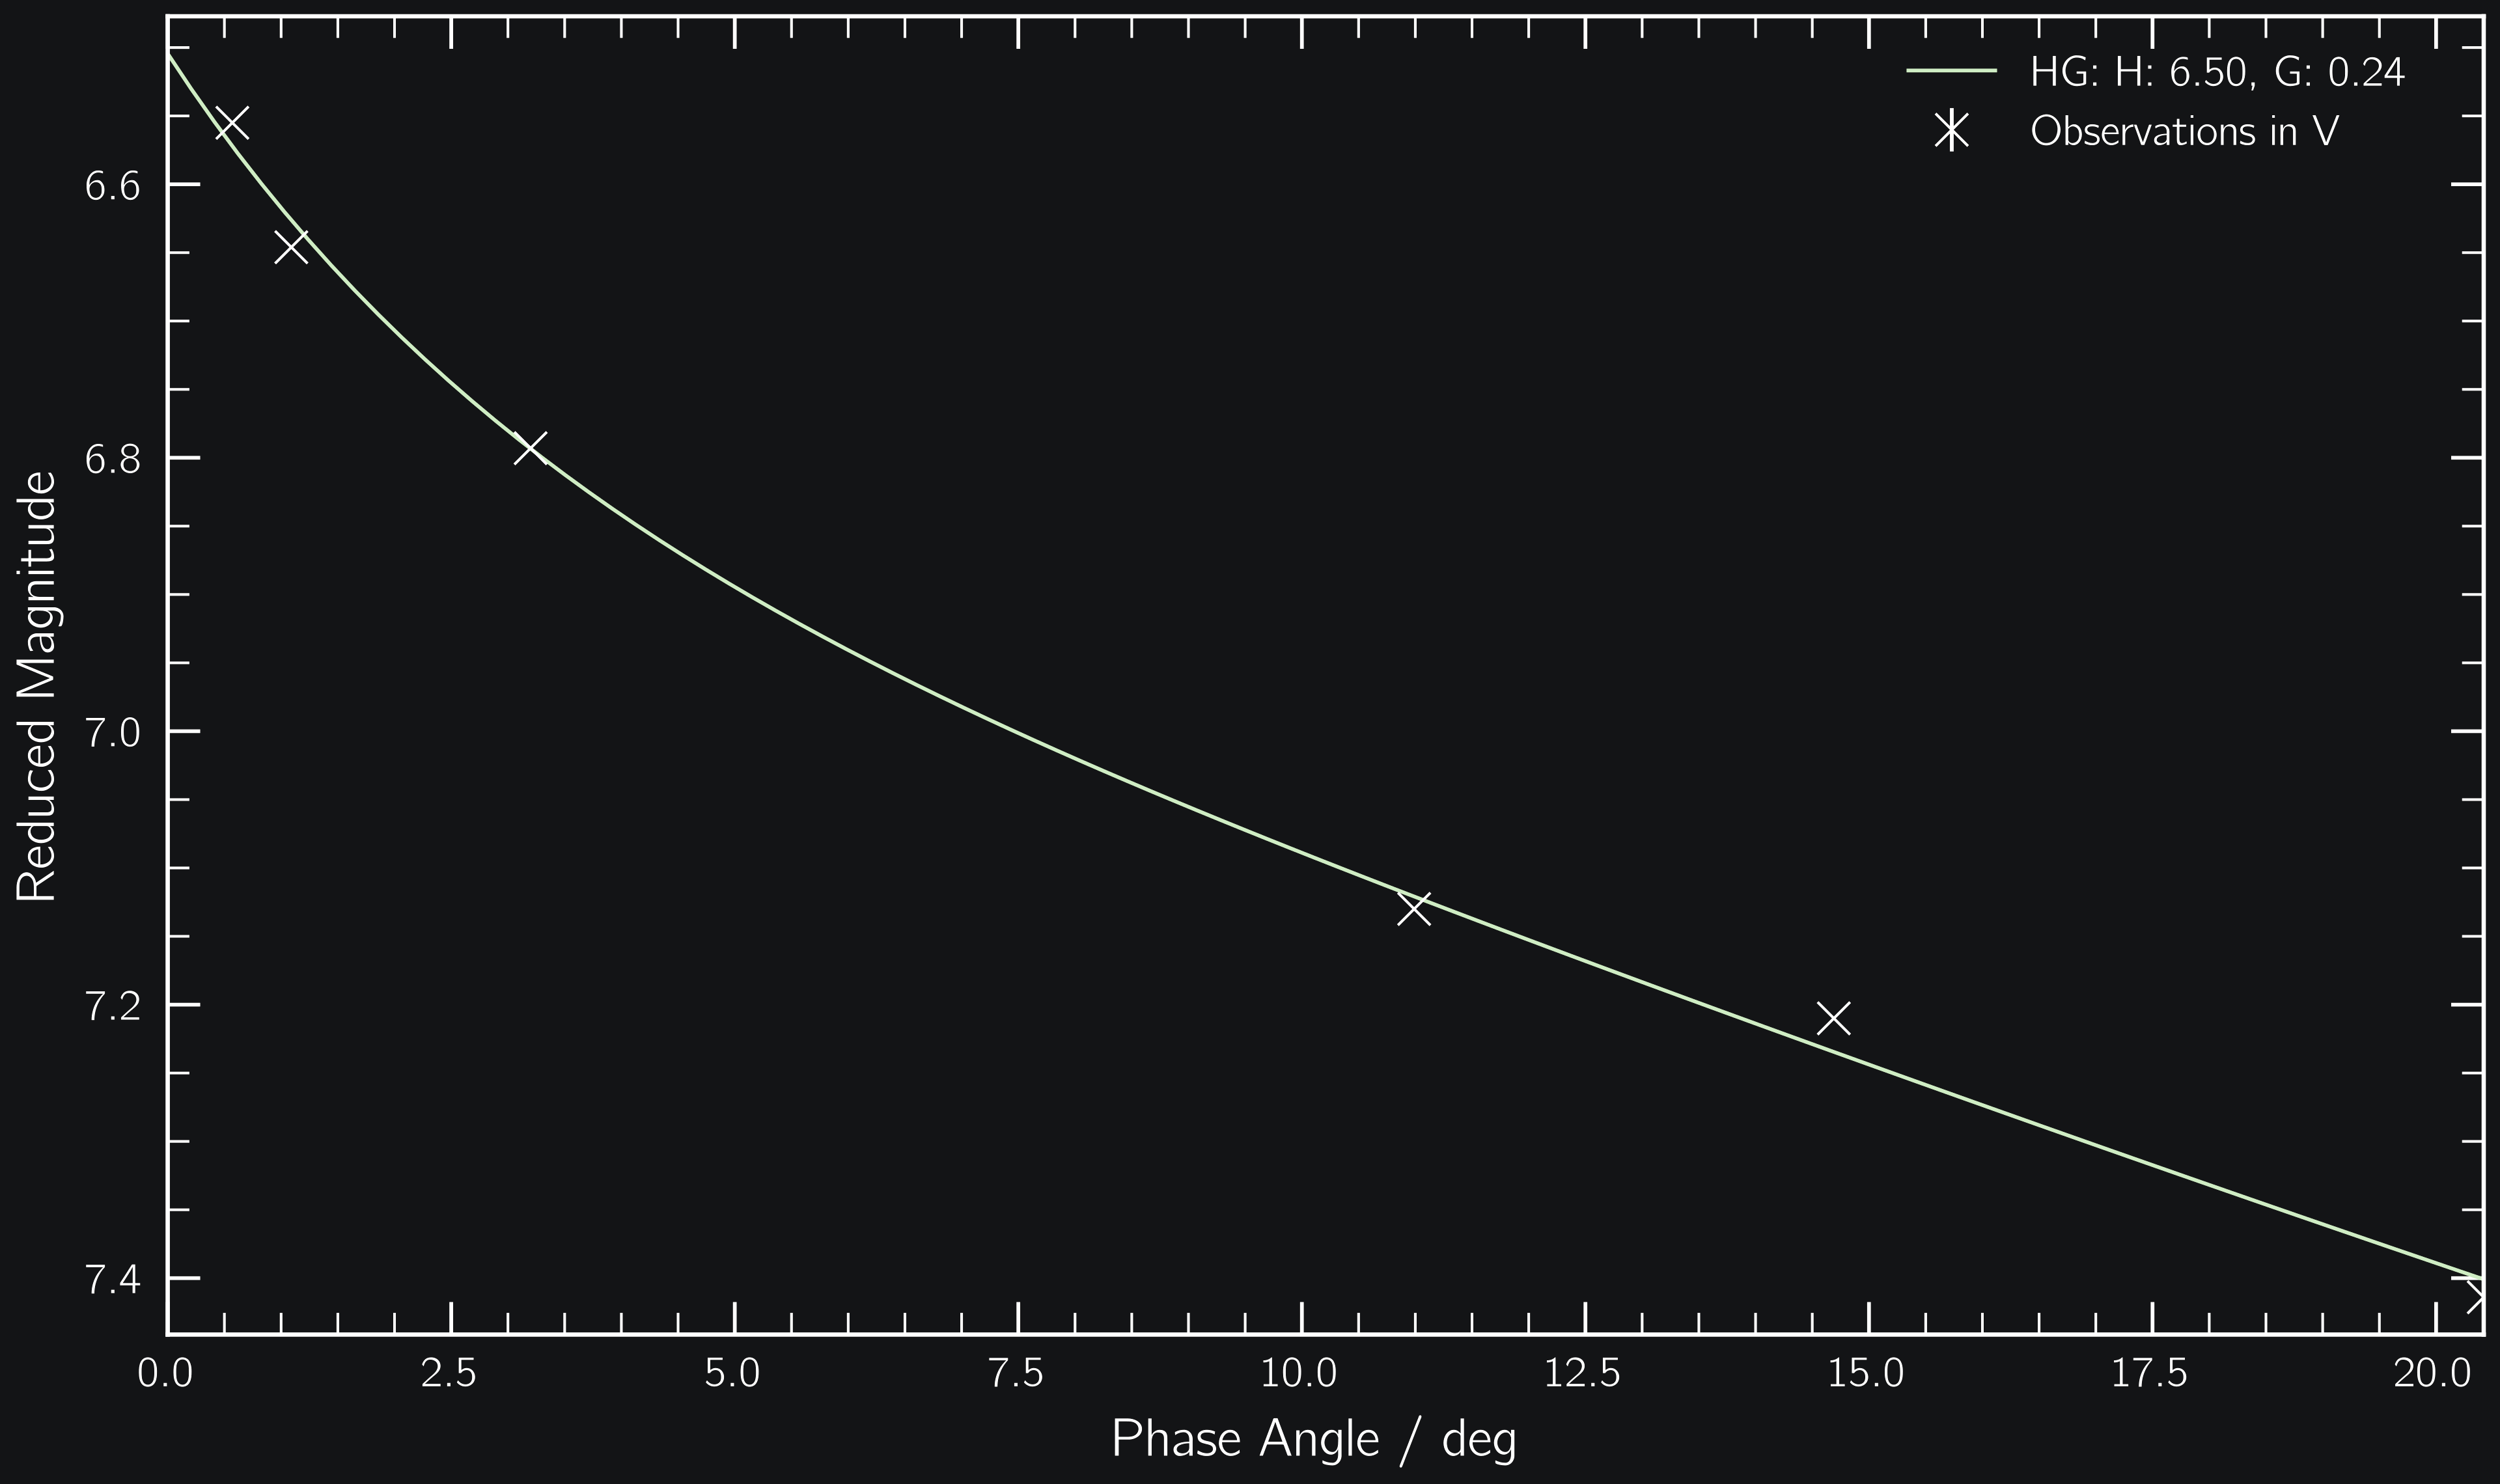 HG: H: 6.50, G: 0.24
Observations in V
Reduced Magnitude
6.6
6.8
7.0
7.2
7.4
0.0 2.5 5.0 7.5 10.0 12.5 15.0 17.5 20.0
Phase Angle / deg